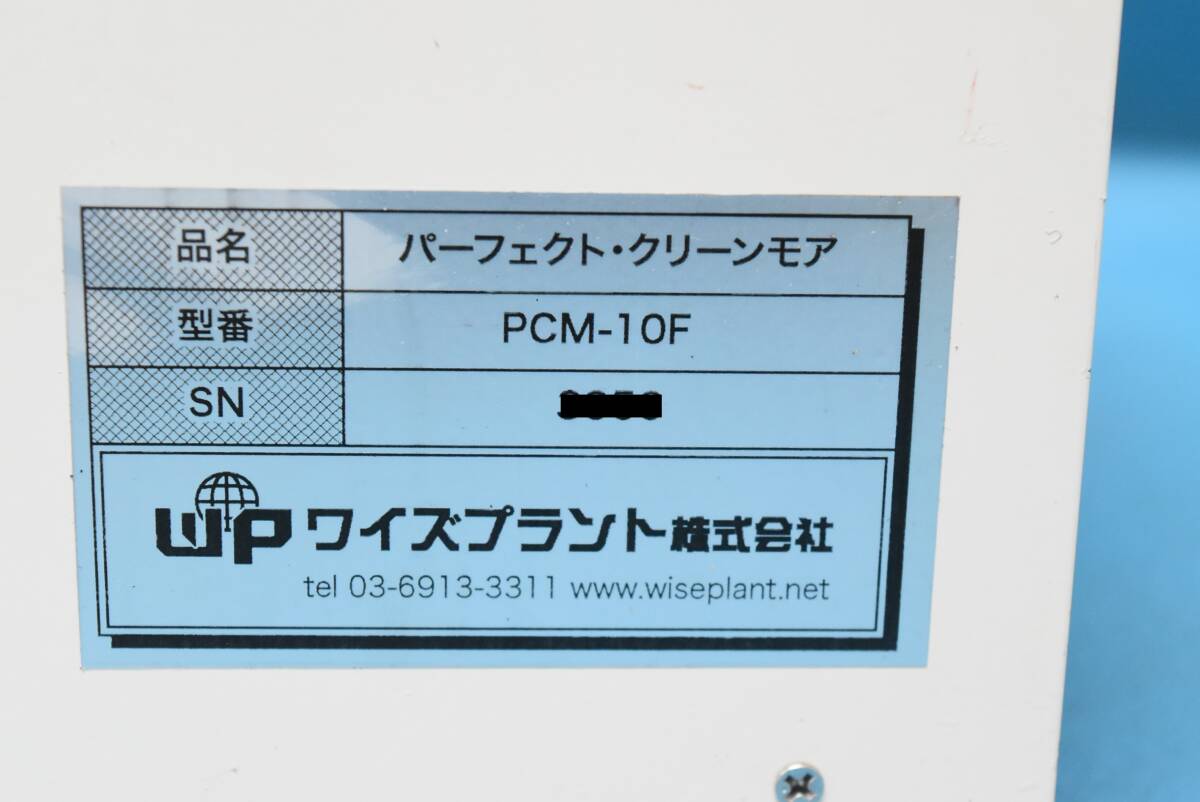 品名 パーフェクト・クリーンモア
型番 PCM-10F
SN
WP ワイズプラント株式会社
tel 03-6913-3311 www.wiseplant.net